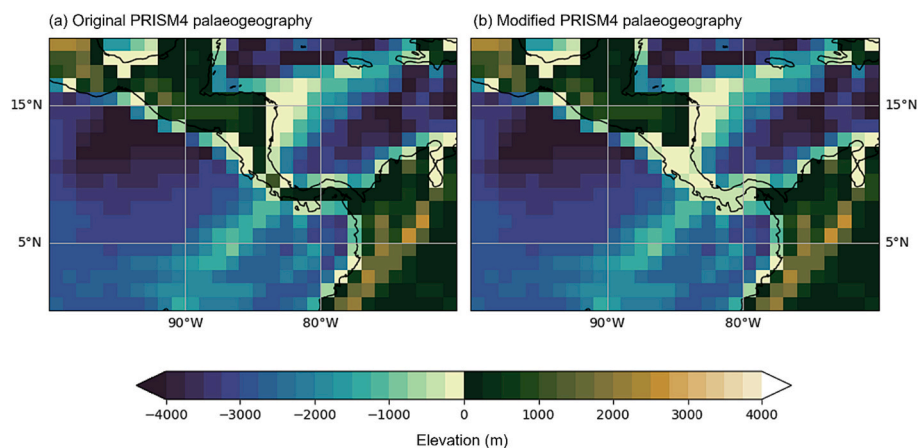 (a) Original PRISM4 palaeogeography
(b) Modified PRISM4 palaeogeography
15°N
15°N
5°N
5°N
90°W 80°W
90°W 80°W
−4000 −3000 −2000 −1000 0 1000 2000 3000 4000
Elevation (m)